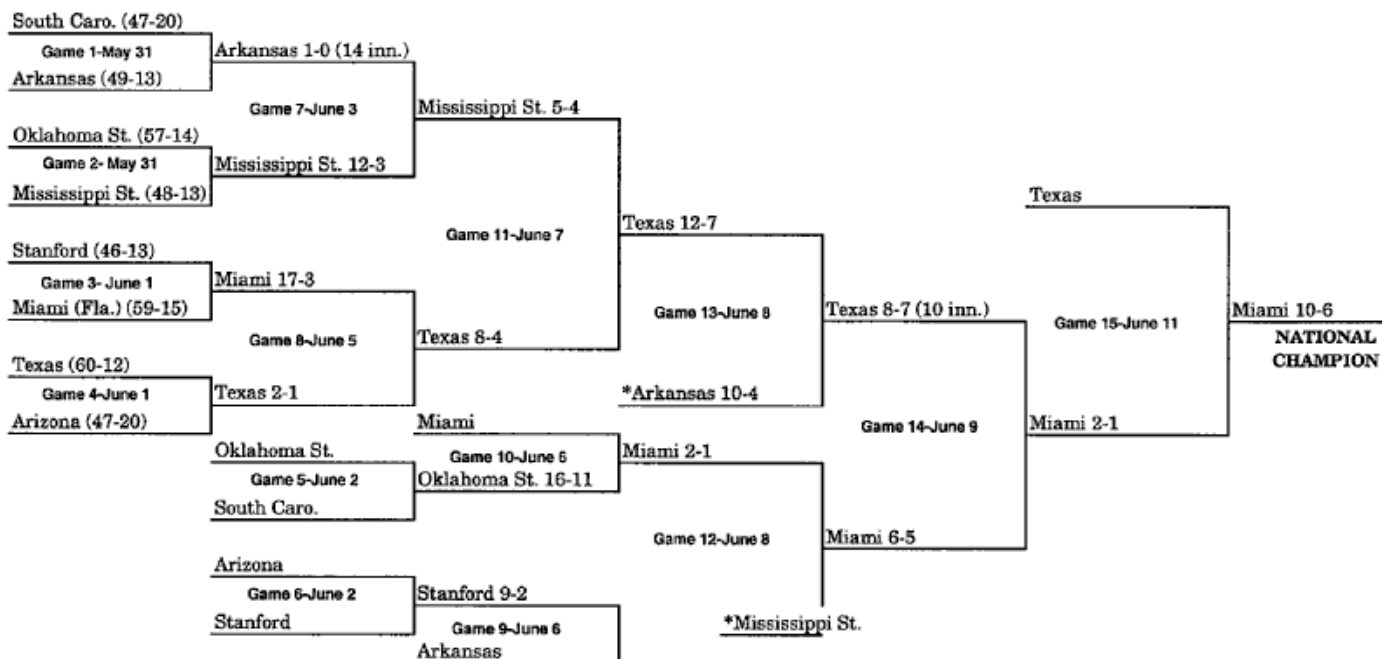 South Caro. (47-20)
Game 1-May 31
Arkansas (49-13)
Arkansas 1-0 (14 inn.)
Game 7-June 3
Mississippi St. 5-4
Oklahoma St. (57-14)
Game 2- May 31
Mississippi St. (48-13)
Mississippi St. 12-3
Game 11-June 7
Texas 12-7
Stanford (46-13)
Game 3- June 1
Miami (Fla.) (59-15)
Miami 17-3
Game 8-June 5
Texas 8-4
Texas (60-12)
Game 4-June 1
Arizona (47-20)
Texas 2-1
Game 13-June 8
Texas 8-7 (10 inn.)
*Arkansas 10-4
Miami
Game 10-June 6
Miami 2-1
Oklahoma St.
Game 5-June 2
South Caro.
Oklahoma St. 16-11
Game 12-June 8
Miami 6-5
Arizona
Game 6-June 2
Stanford
Stanford 9-2
Game 9-June 6
Arkansas
*Mississippi St.
Game 14-June 9
Texas
Game 15-June 11
Miami 2-1
Miami 10-6
NATIONAL
CHAMPION